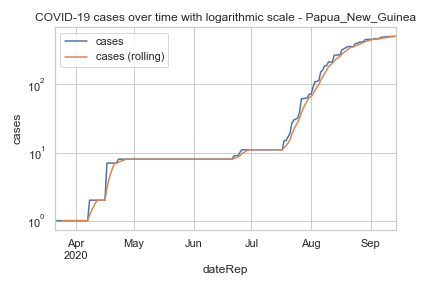 COVID-19 cases over time with logarithmic scale - Papua_New_Guinea
cases
cases (rolling)
10²
10¹
10⁰
cases
Apr May Jun Jul Aug Sep
2020
dateRep